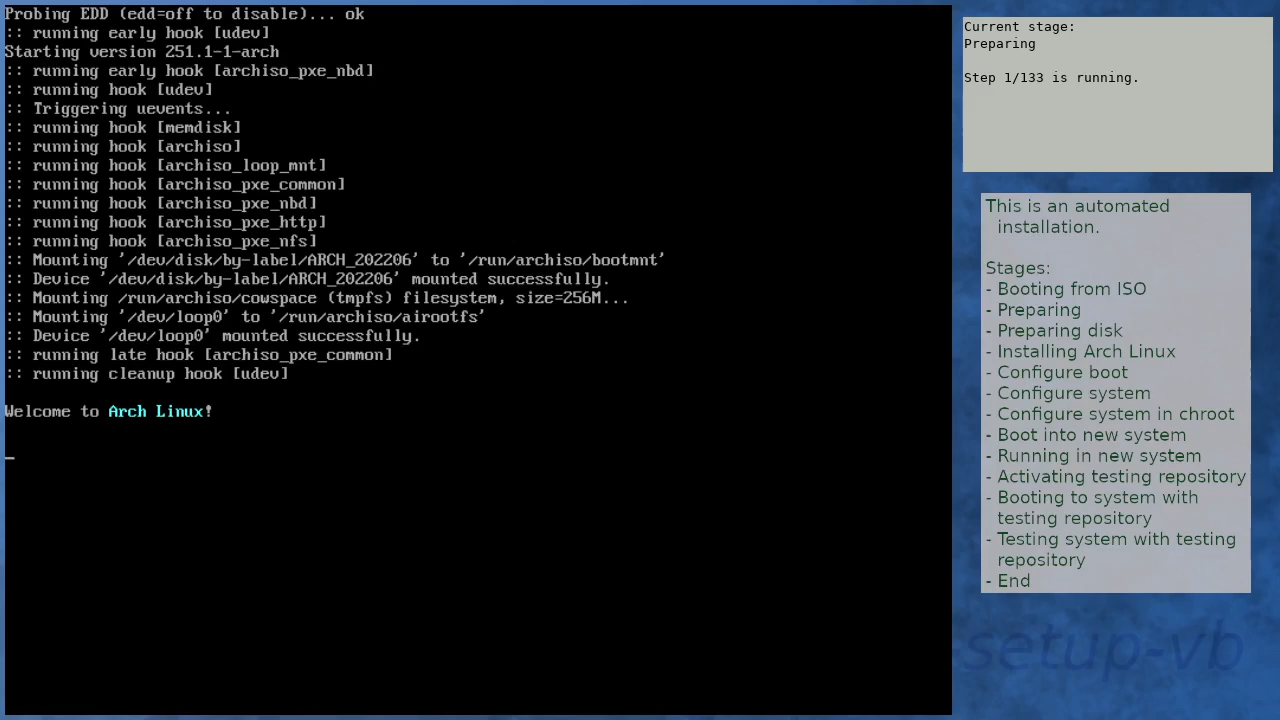 Probing EDD (edd=off to disable)... ok
:: running early hook [udev]
Starting version 251.1-1-arch
:: running early hook [archiso_pxe_nbd]
:: running hook [udev]
:: Triggering uevents...
:: running hook [memdisk]
:: running hook [archiso]
:: running hook [archiso_loop_mnt]
:: running hook [archiso_pxe_common]
:: running hook [archiso_pxe_nbd]
:: running hook [archiso_pxe_http]
:: running hook [archiso_pxe_nfs]
:: Mounting '/dev/disk/by-label/ARCH_202206' to '/run/archiso/bootmnt'
:: Device '/dev/disk/by-label/ARCH_202206' mounted successfully.
:: Mounting /run/archiso/cowspace (tmpfs) filesystem, size=256M...
:: Mounting '/dev/loop0' to '/run/archiso/airootfs'
:: Device '/dev/loop0' mounted successfully.
:: running late hook [archiso_pxe_common]
:: running cleanup hook [udev]
Welcome to Arch Linux!
Current stage:
Preparing
Step 1/133 is running.
This is an automated
installation.
Stages:
- Booting from ISO
- Preparing
- Preparing disk
- Installing Arch Linux
- Configure boot
- Configure system
- Configure system in chroot
- Boot into new system
- Running in new system
- Activating testing repository
- Booting to system with
testing repository
- Testing system with testing
repository
- End
setup-vb